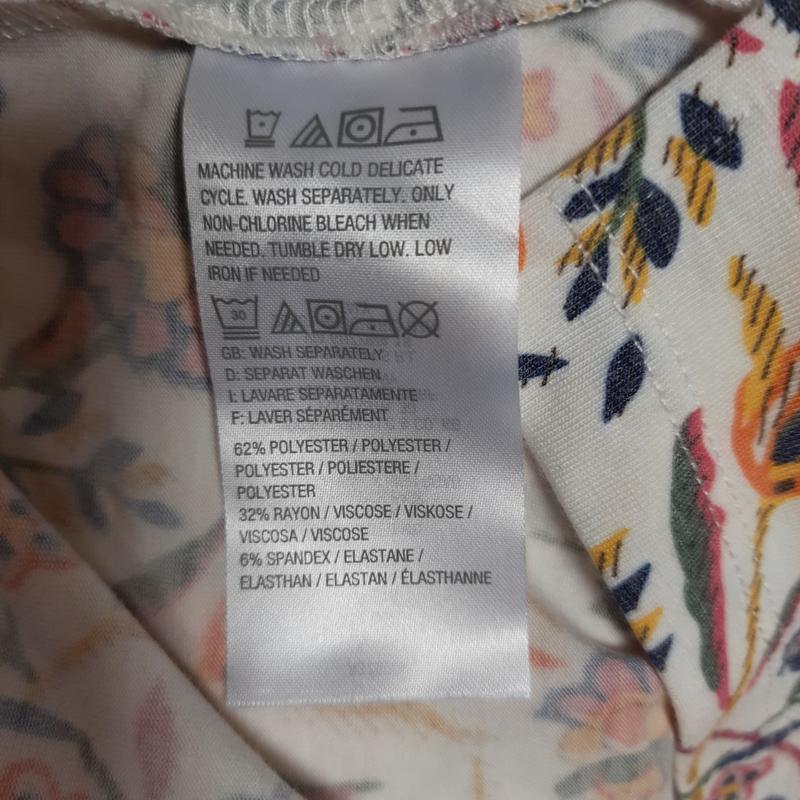 MACHINE WASH COLD DELICATE
CYCLE. WASH SEPARATELY. ONLY
NON-CHLORINE BLEACH WHEN
NEEDED. TUMBLE DRY LOW. LOW
IRON IF NEEDED
30
GB: WASH SEPARATELY
D: SEPARAT WASCHEN
I: LAVARE SEPARATAMENTE
F: LAVER SÉPARÉMENT
62% POLYESTER / POLYESTER /
POLYESTER / POLIESTERE /
POLYESTER
32% RAYON / VISCOSE / VISKOSE /
VISCOSA / VISCOSE
6% SPANDEX / ELASTANE /
ELASTHAN / ELASTAN / ÉLASTHANNE